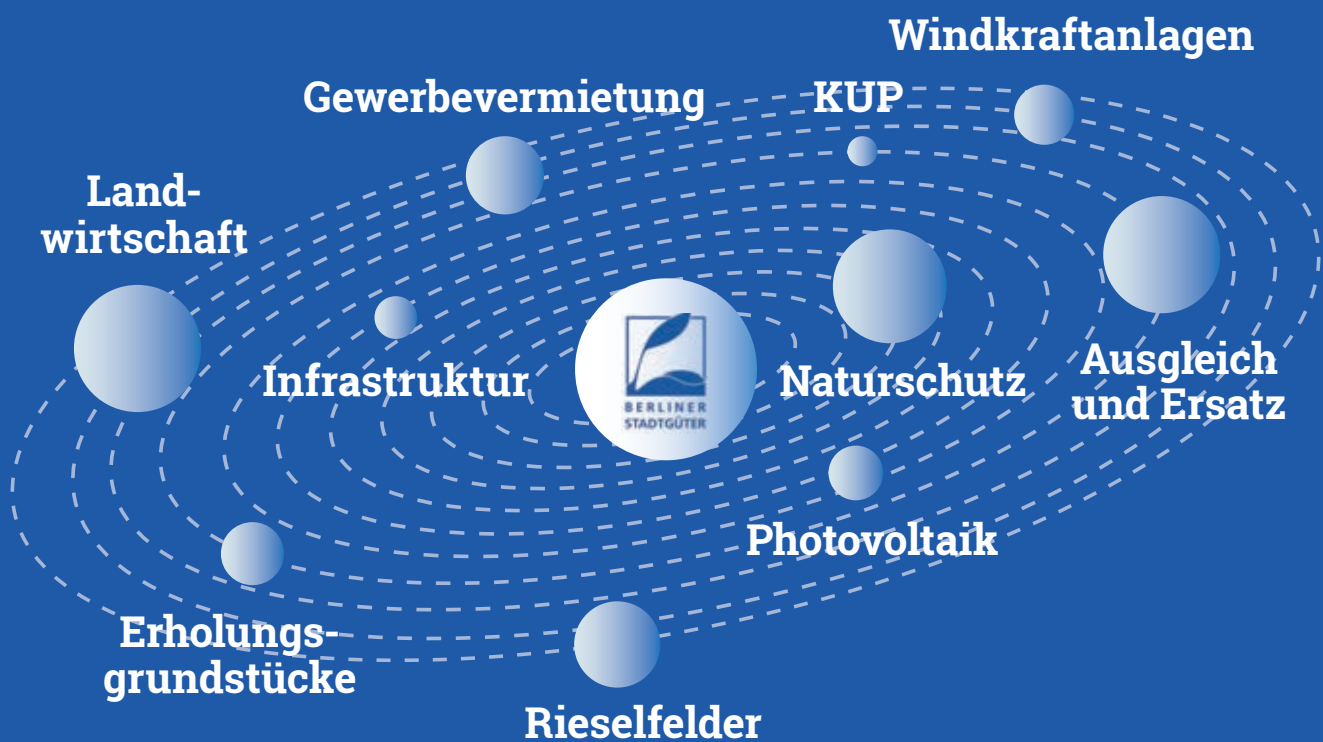 Windkraftanlagen
Gewerbevermietung
KUP
Land-
wirtschaft
Infrastruktur
BERLINER
STADTGÜTER
Naturschutz
Ausgleich
und Ersatz
Photovoltaik
Erholungs-
grundstücke
Rieselfelder